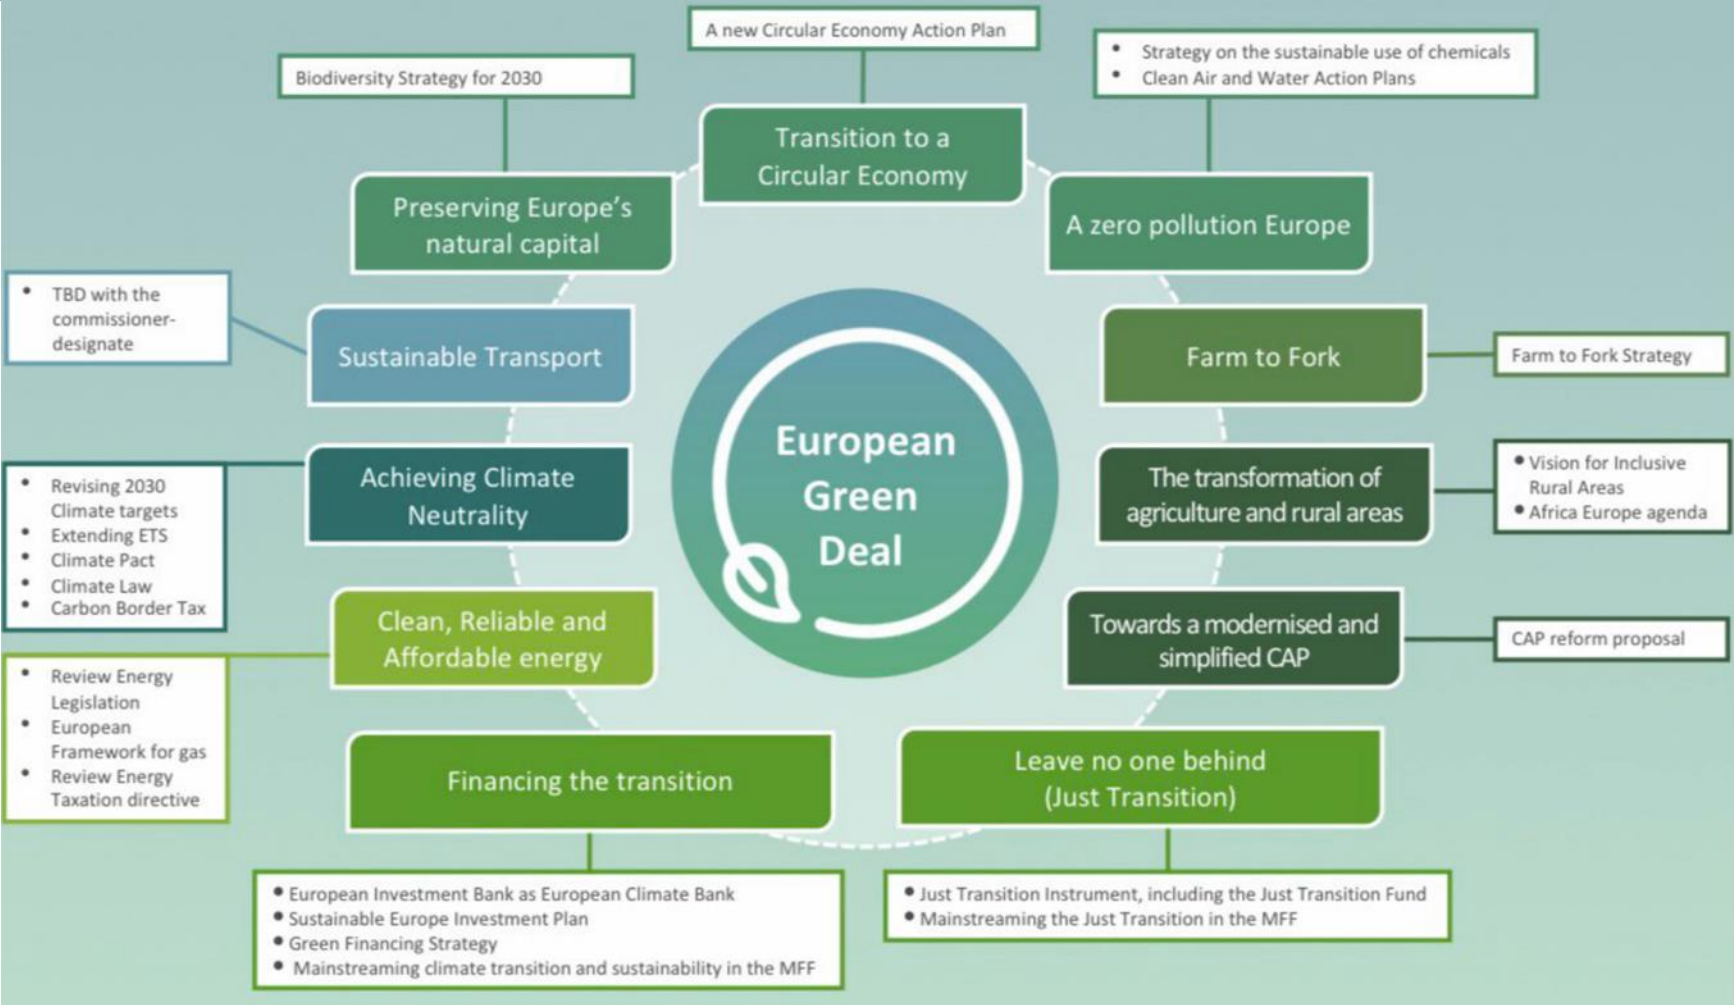 A new Circular Economy Action Plan
Biodiversity Strategy for 2030
• Strategy on the sustainable use of chemicals
• Clean Air and Water Action Plans
Transition to a
Circular Economy
Preserving Europe's
natural capital
A zero pollution Europe
• TBD with the
commissioner-
designate
Sustainable Transport
Farm to Fork
Farm to Fork Strategy
European
Green
Deal
• Revising 2030
Climate targets
• Extending ETS
• Climate Pact
• Climate Law
• Carbon Border Tax
Achieving Climate
Neutrality
The transformation of
agriculture and rural areas
• Vision for Inclusive
Rural Areas
• Africa Europe agenda
Clean, Reliable and
Affordable energy
Towards a modernised and
simplified CAP
CAP reform proposal
• Review Energy
Legislation
• European
Framework for gas
• Review Energy
Taxation directive
Financing the transition
Leave no one behind
(Just Transition)
• European Investment Bank as European Climate Bank
• Sustainable Europe Investment Plan
• Green Financing Strategy
• Mainstreaming climate transition and sustainability in the MFF
• Just Transition Instrument, including the Just Transition Fund
• Mainstreaming the Just Transition in the MFF